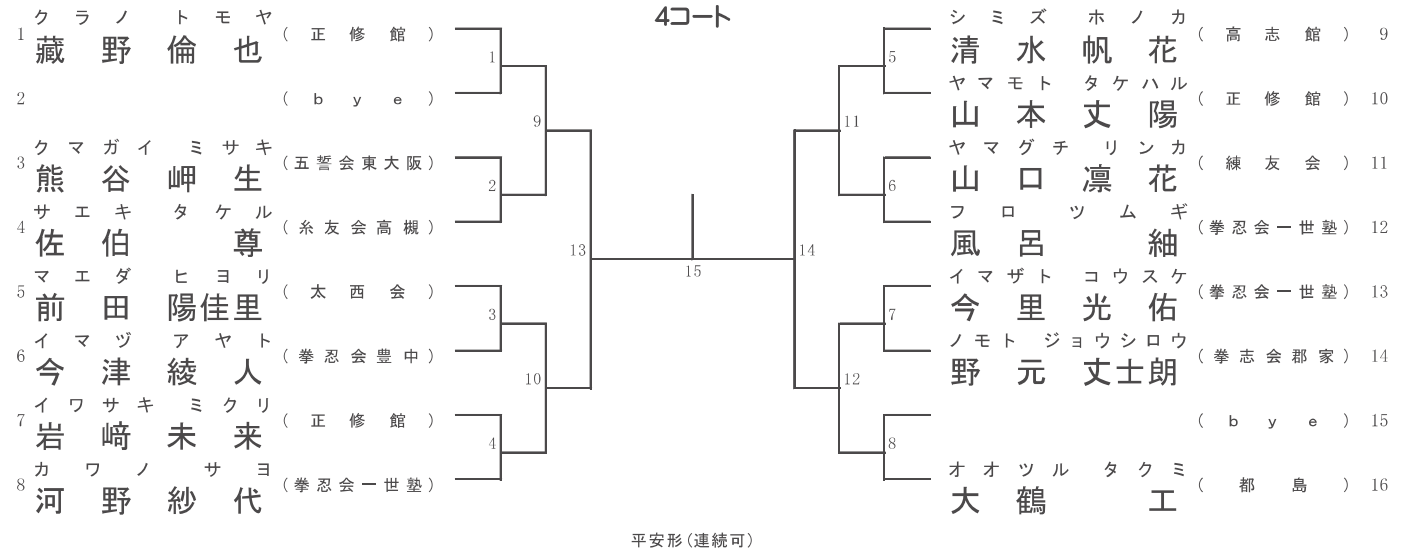 4コート
クラノ トモヤ
1 藏野倫也 (正修館)
2 (bye)
クマガイ ミサキ
3 熊谷岬生 (五誓会東大阪)
サエキ タケル
4 佐伯尊 (糸友会高槻)
マエダ ヒヨリ
5 前田陽佳里 (太西会)
イマヅ アヤト
6 今津綾人 (拳忍会豊中)
イワサキ ミクリ
7 岩﨑未来 (正修館)
カワノ サヨ
8 河野紗代 (拳忍会一世塾)
1
2
3
4
9
10
13
15
14
11
12
5
6
7
8
シミズ ホノカ
清水帆花 (高志館) 9
ヤマモト タケハル
山本丈陽 (正修館) 10
ヤマグチ リンカ
山口凛花 (練友会) 11
フロ ツムギ
風呂紬 (拳忍会一世塾) 12
イマザト コウスケ
今里光佑 (拳忍会一世塾) 13
ノモト ジョウシロウ
野元丈士朗 (拳志会郡家) 14
(bye) 15
オオツル タクミ
大鶴工 (都島) 16
平安形(連続可)